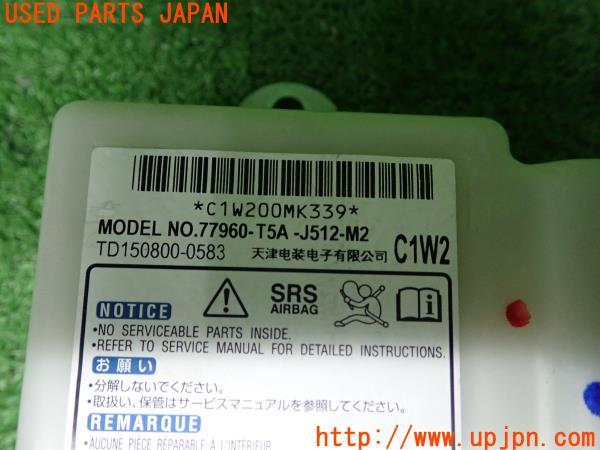 USED PARTS JAPAN
*C1W200MK339*
MODEL NO.77960-T5A -J512-M2
TD150800-0583 天津电装电子有限公司 C1W2
NOTICE
SRS
AIRBAG
•NO SERVICEABLE PARTS INSIDE.
•REFER TO SERVICE MANUAL FOR DETAILED INSTRUCTIONS.
お願い
•分解しないでください。
•取扱い、保管はサービスマニュアルを参照してください。
REMARQUE
•AUCUNE PIÈCE RÉPARABLE À L'INTÉRIEUR
http://www.upjpn.com/